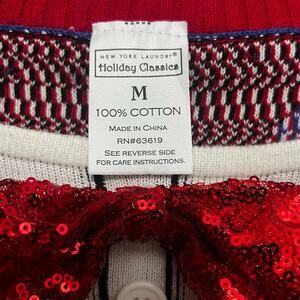 NEW YORK LAUNDRY®
Holiday Classics
M
100% COTTON
MADE IN CHINA
RN#63619
SEE REVERSE SIDE
FOR CARE INSTRUCTIONS.